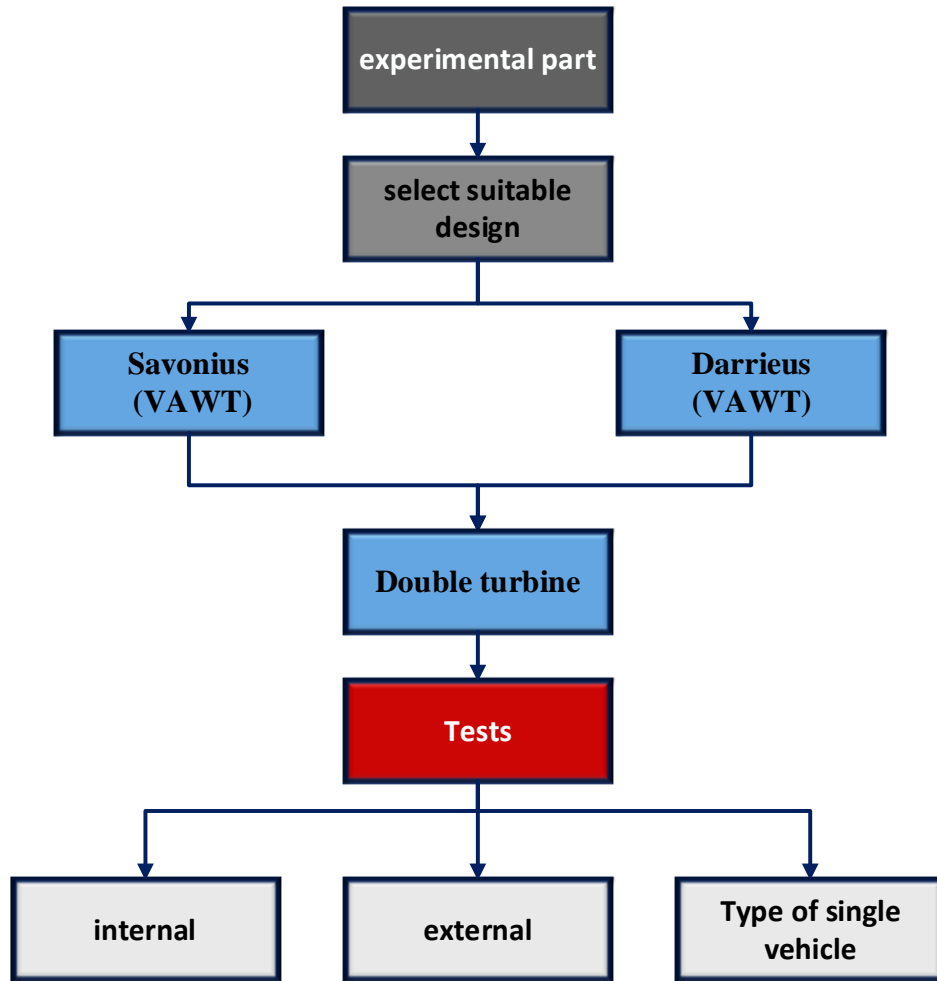 experimental part
select suitable
design
Savonius
(VAWT)
Darrieus
(VAWT)
Double turbine
Tests
internal
external
Type of single
vehicle